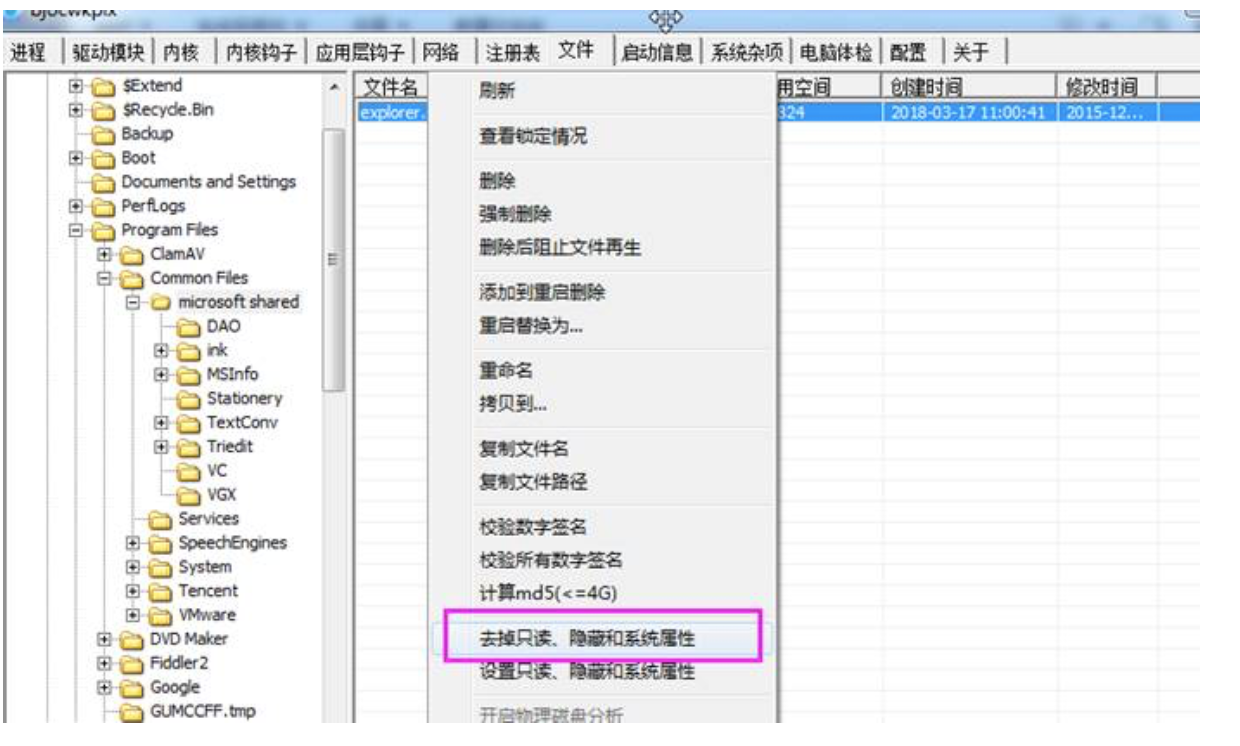 进程 驱动模块 内核 内核钩子 应用层钩子 网络 注册表 文件 启动信息 系统杂项 电脑体检 配置 关于
文件名 用空间 创建时间 修改时间
explorer. 324 2018-03-17 11:00:41 2015-12...
$Extend
$Recycle.Bin
Backup
Boot
Documents and Settings
PerfLogs
Program Files
ClamAV
Common Files
microsoft shared
DAO
ink
MSInfo
Stationery
TextConv
Triedit
VC
VGX
Services
SpeechEngines
System
Tencent
VMware
DVD Maker
Fiddler2
Google
GUMCCFF.tmp
刷新
查看锁定情况
删除
强制删除
删除后阻止文件再生
添加到重启删除
重启替换为...
重命名
拷贝到...
复制文件名
复制文件路径
校验数字签名
校验所有数字签名
计算md5(<=4G)
去掉只读、隐藏和系统属性
设置只读、隐藏和系统属性
开启物理磁盘分析